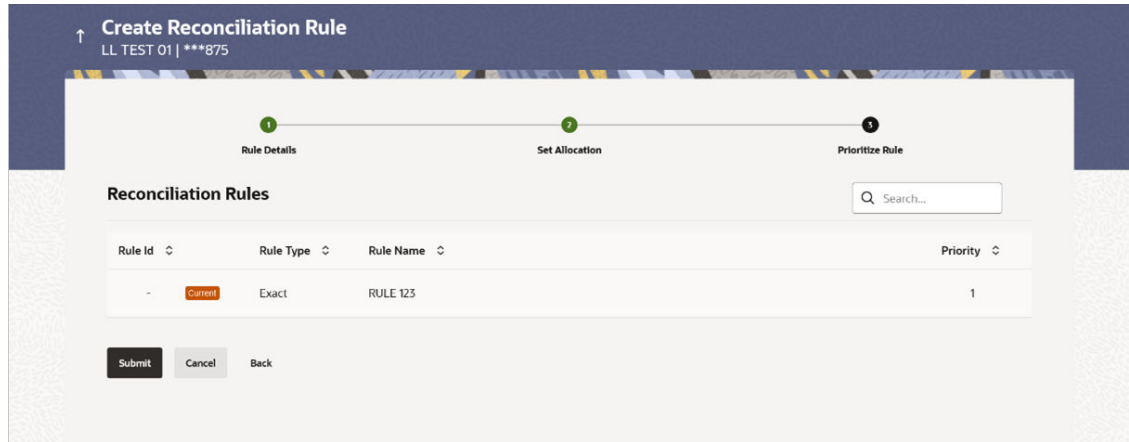 Create Reconciliation Rule
LL TEST 01 | ***875
1 2 3
Rule Details Set Allocation Prioritize Rule
Reconciliation Rules
Search...
Rule Id Rule Type Rule Name Priority
- Current Exact RULE 123 1
Submit Cancel Back